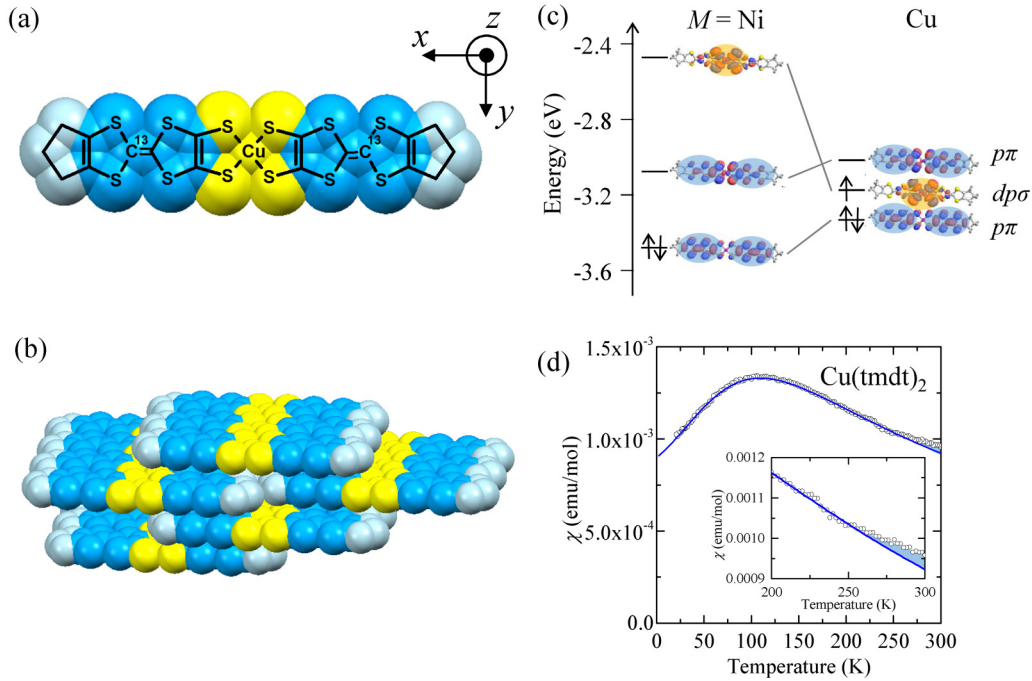 (a)
x
z
y
S
S
S
S
S
S
S
S
S
S
S
S
13
C
Cu
13
C
(b)
(c)
M = Ni
Cu
Energy (eV)
-2.4
-2.8
-3.2
-3.6
pπ
dpσ
pπ
(d)
χ (emu/mol)
1.5x10⁻³
1.0x10⁻³
5.0x10⁻⁴
0.0
Cu(tmdt)₂
χ (emu/mol)
0.0012
0.0011
0.0010
0.0009
200 250 300
Temperature (K)
0 50 100 150 200 250 300
Temperature (K)